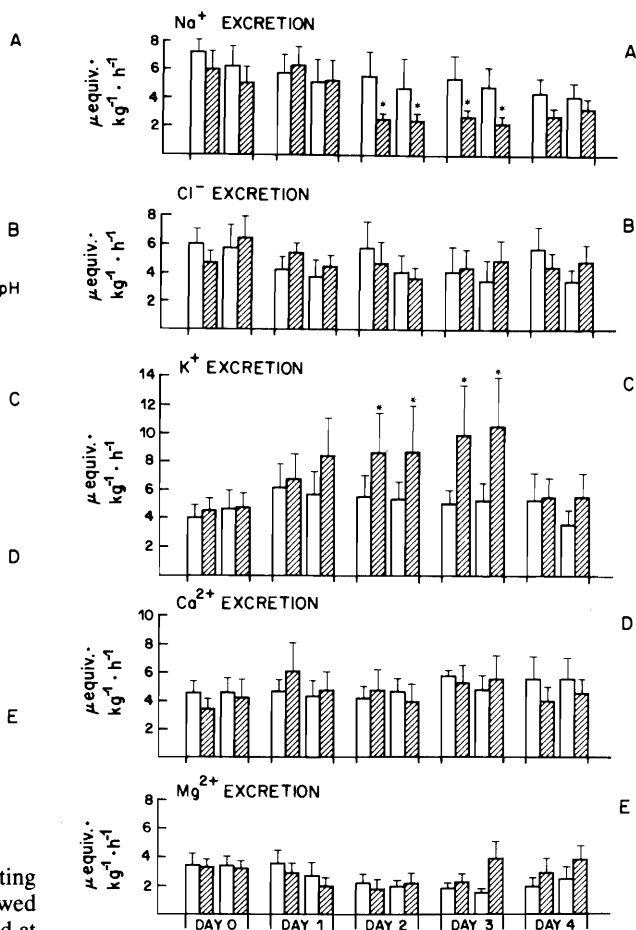 A
Na⁺ EXCRETION
A
8
6
4
2
μequiv.·
kg⁻¹·h⁻¹
*
*
*
*
B
pH
Cl⁻ EXCRETION
B
8
6
4
2
μequiv.·
kg⁻¹·h⁻¹
C
K⁺ EXCRETION
C
14
12
10
8
6
4
2
μequiv.·
kg⁻¹·h⁻¹
*
*
*
*
D
Ca²⁺ EXCRETION
D
10
8
6
4
2
μequiv.·
kg⁻¹·h⁻¹
E
Mg²⁺ EXCRETION
E
8
6
4
2
μequiv.·
kg⁻¹·h⁻¹
DAY 0 DAY 1 DAY 2 DAY 3 DAY 4
ting
wed
d at